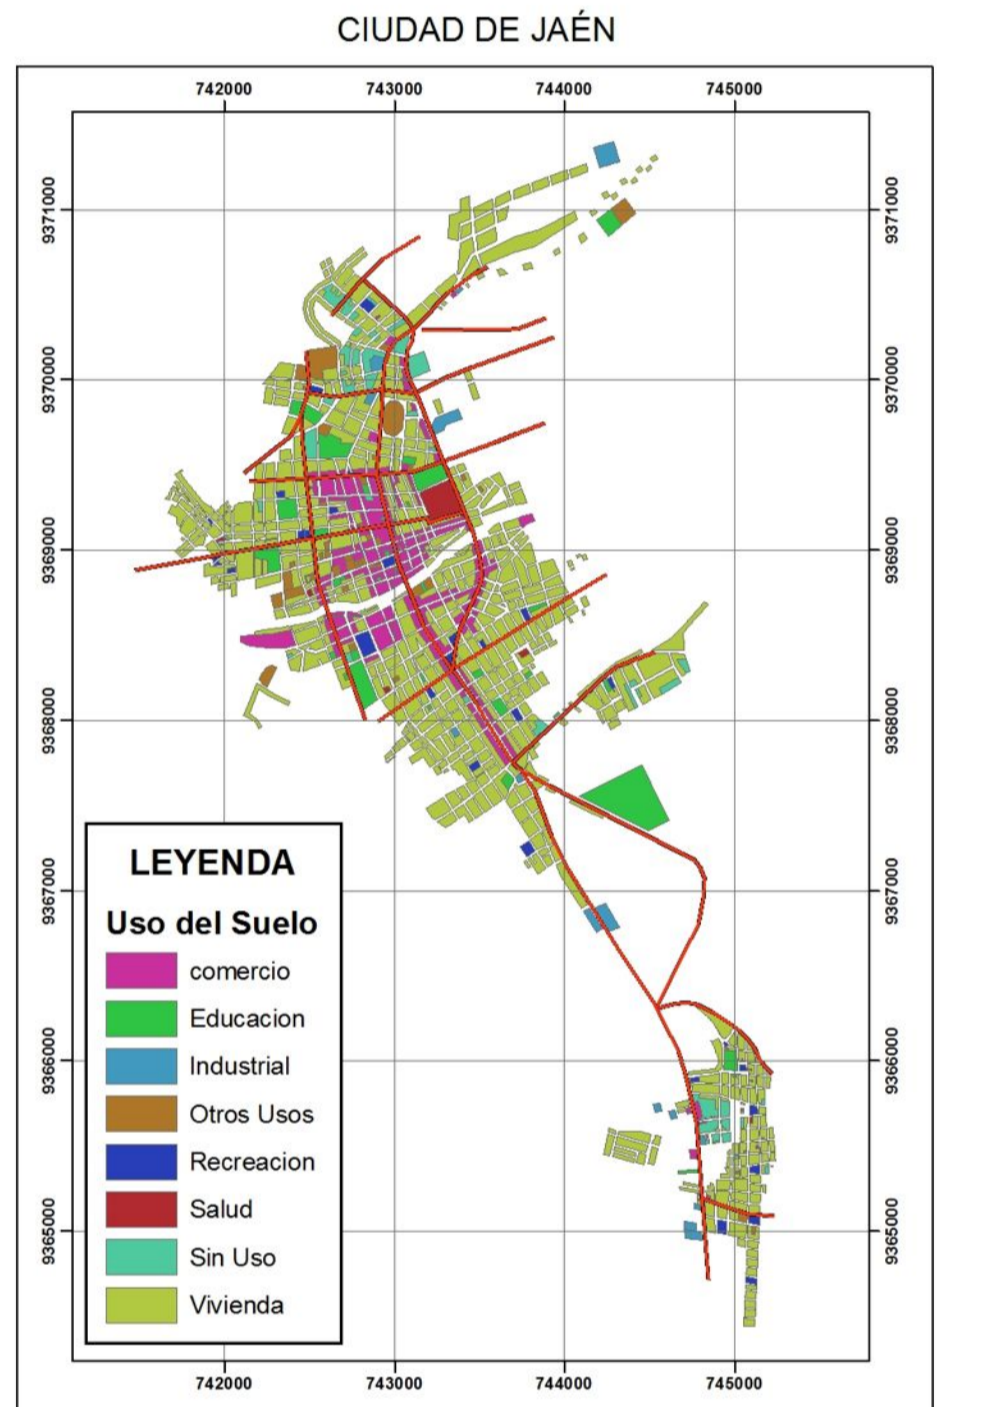 CIUDAD DE JAÉN
742000 743000 744000 745000
9371000 9371000
9370000 9370000
9369000 9369000
9368000 9368000
9367000 9367000
9366000 9366000
9365000 9365000
LEYENDA
Uso del Suelo
comercio
Educacion
Industrial
Otros Usos
Recreacion
Salud
Sin Uso
Vivienda
742000 743000 744000 745000